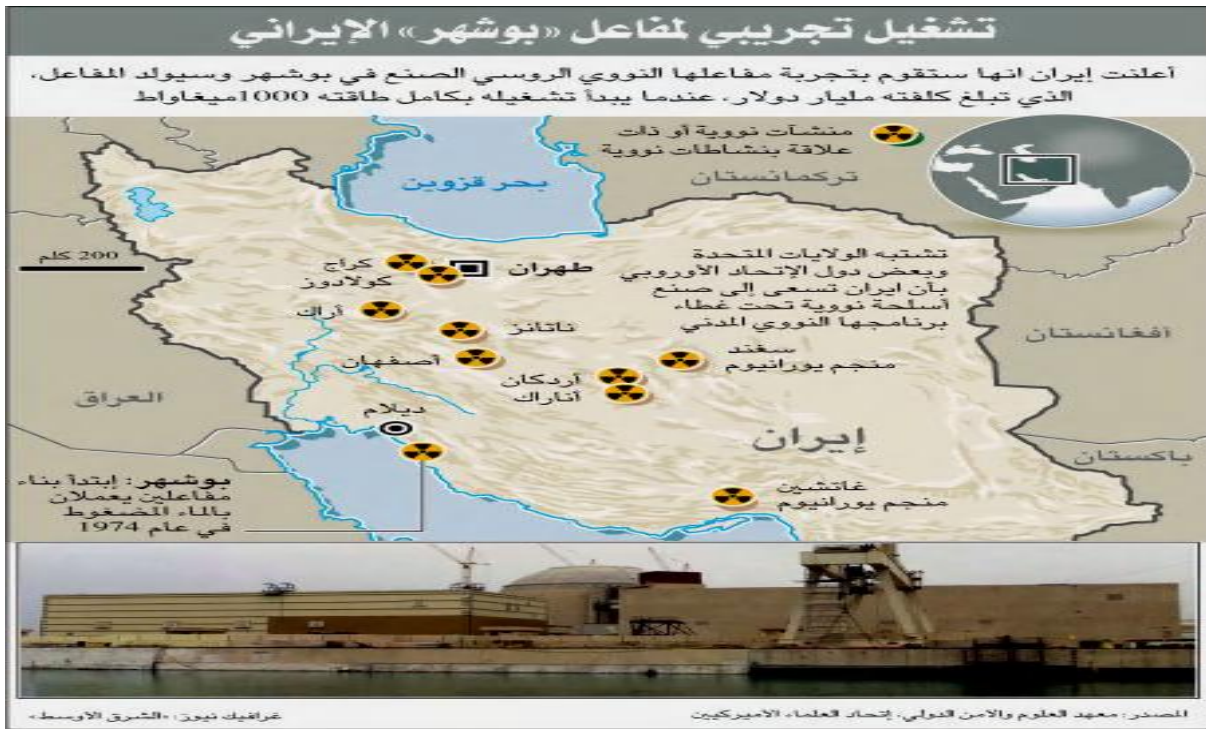 تشغيل تجريبي لمفاعل «بوشهر» الإيراني
أعلنت إيران انها ستقوم بتجربة مفاعلها النووي الروسي الصنع في بوشهر وسيولد المفاعل،
الذي تبلغ كلفته مليار دولار، عندما يبدأ تشغيله بكامل طاقته 1000ميغاواط
منشآت نووية أو ذات
علاقة بنشاطات نووية
تركمانستان
بحر قزوين
200 كلم
تشتبه الولايات المتحدة
وبعض دول الإتحاد الأوروبي
بأن ايران تسعى إلى صنع
أسلحة نووية تحت غطاء
برنامجها النووي المدني
طهران
كراج
كولادوز
أراك
ناتانز
أصفهان
سغند
منجم يورانيوم
أردكان
أناراك
أفغانستان
العراق
ديلام
إيران
باكستان
غاتشين
منجم يورانيوم
بوشهر: إبتدأ بناء
مفاعلين يعملان
بالماء المضغوط
في عام 1974
المصدر: معهد العلوم والامن الدولي، إتحاد العلماء الأميركيين
غرافيك نيوز: «الشرق الاوسط»